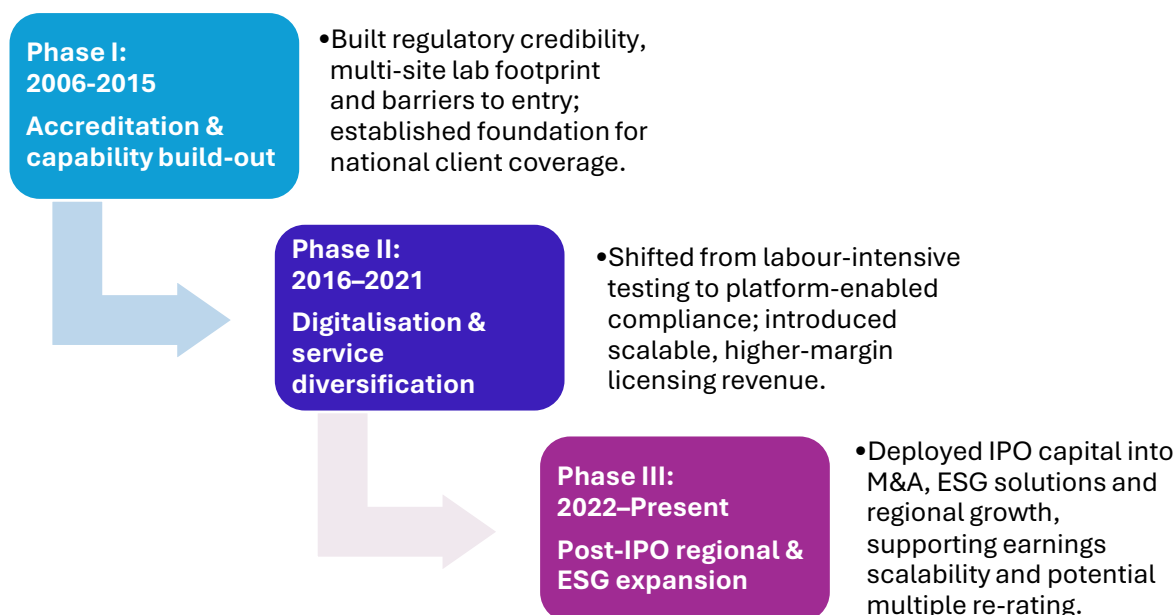 Phase I:
2006-2015
Accreditation &
capability build-out
•Built regulatory credibility,
multi-site lab footprint
and barriers to entry;
established foundation for
national client coverage.
Phase II:
2016–2021
Digitalisation &
service
diversification
•Shifted from labour-intensive
testing to platform-enabled
compliance; introduced
scalable, higher-margin
licensing revenue.
Phase III:
2022–Present
Post-IPO regional &
ESG expansion
•Deployed IPO capital into
M&A, ESG solutions and
regional growth,
supporting earnings
scalability and potential
multiple re-rating.